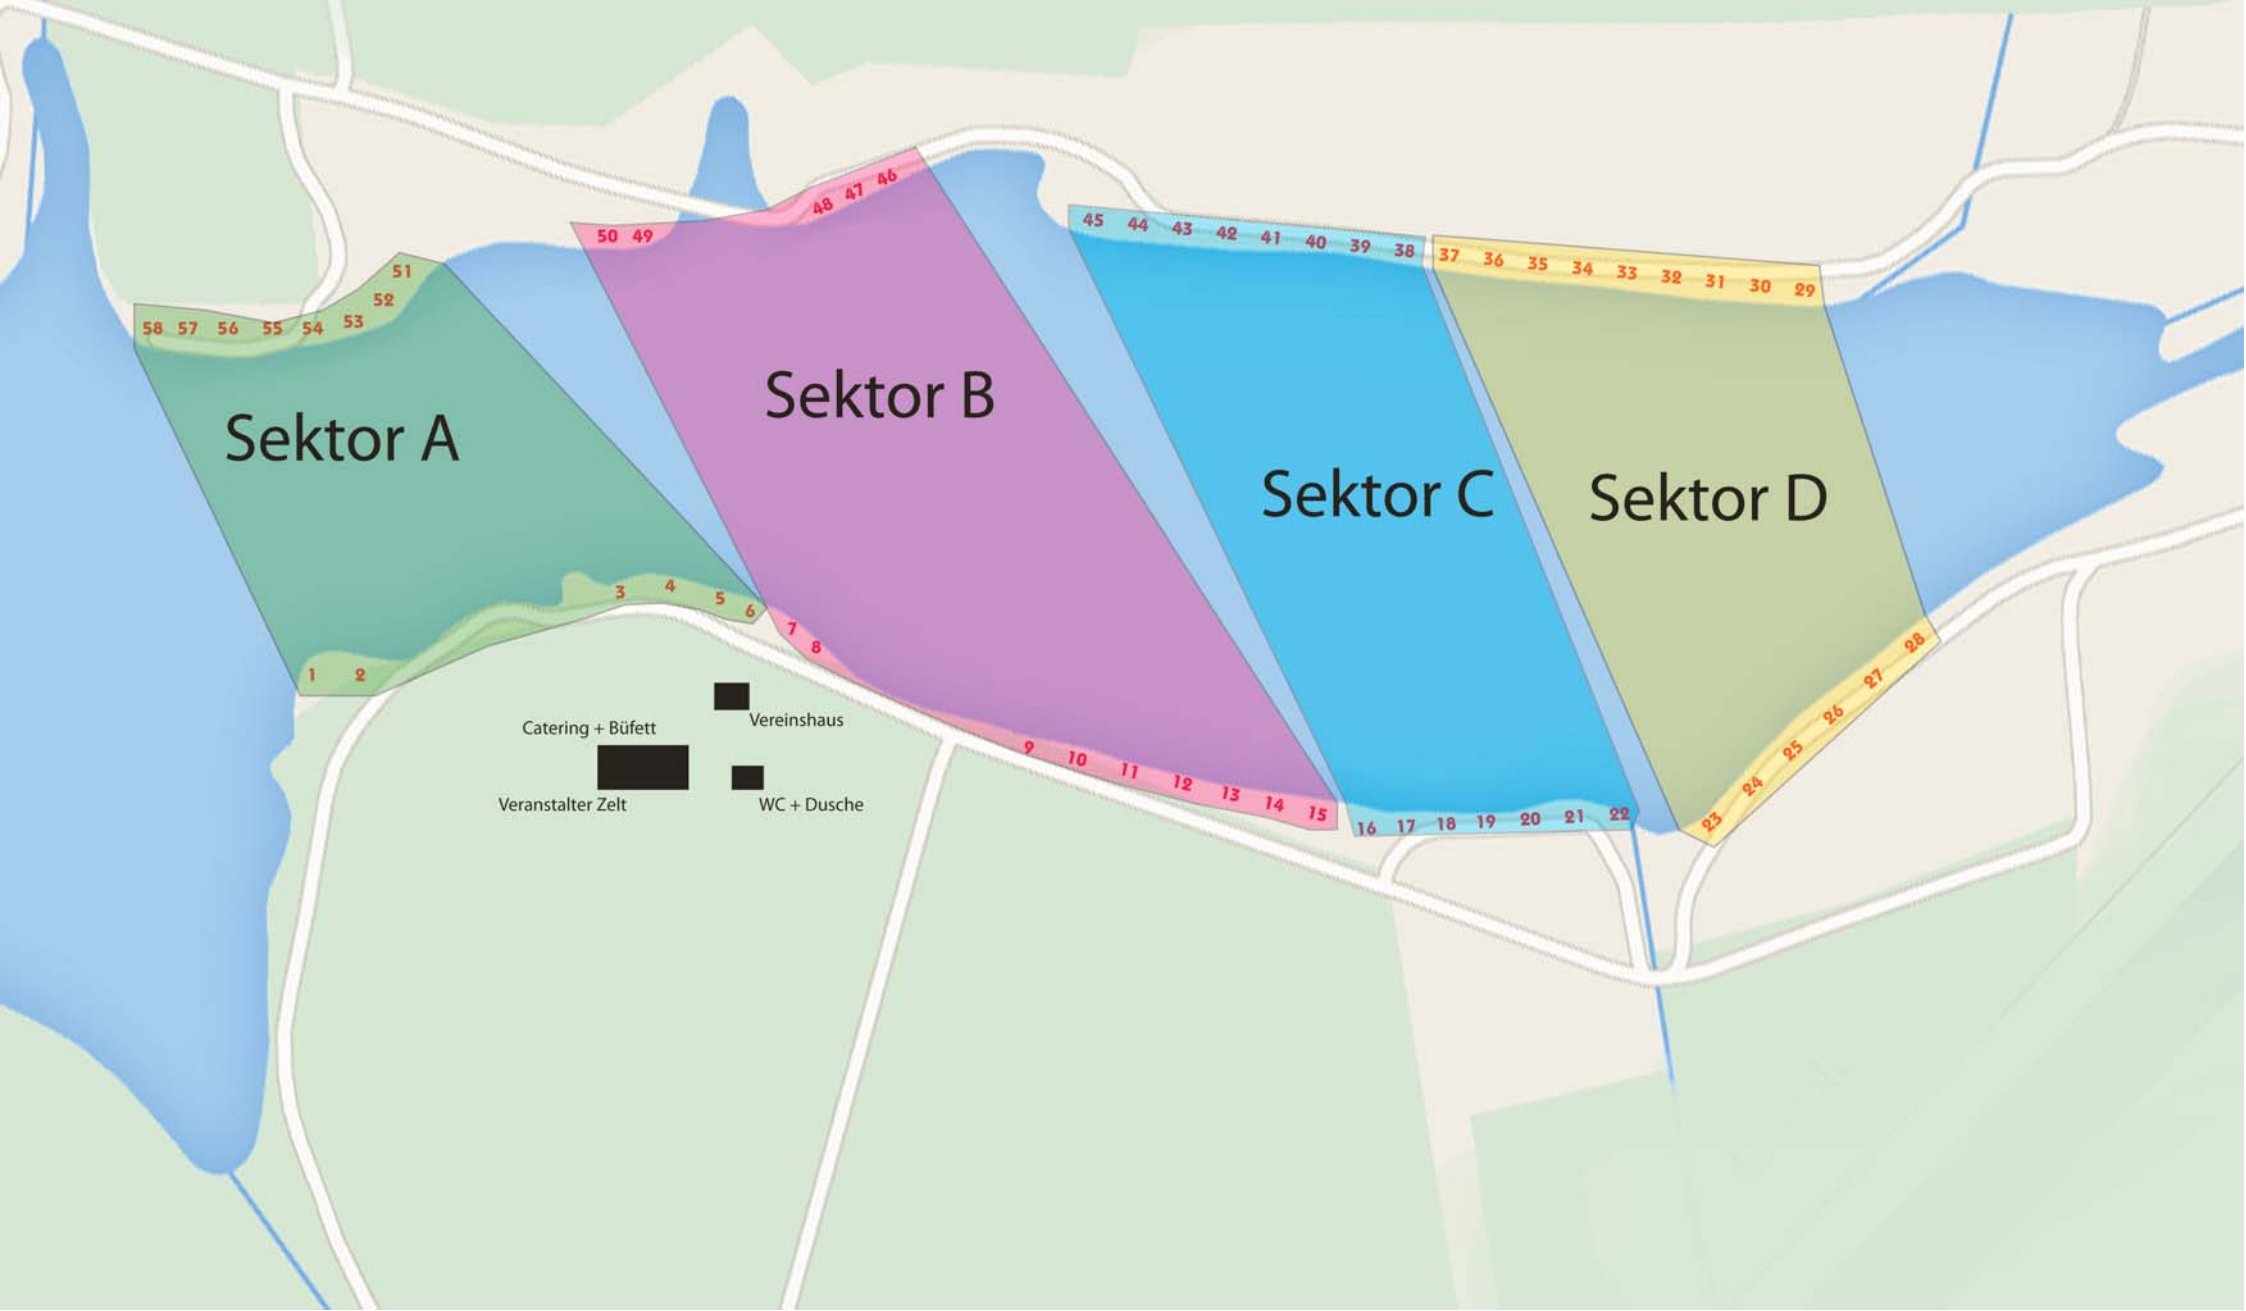 48 47 46
45 44 43 42 41 40 39 38
50 49
37 36 35 34 33 32 31 30 29
51
52
58 57 56 55 54 53
Sektor A
Sektor B
Sektor C
Sektor D
1 2 3 4 5 6
7
8
9 10 11 12 13 14 15
16 17 18 19 20 21 22
23 24 25 26 27 28
Vereinshaus
Catering + Büfett
Veranstalter Zelt
WC + Dusche